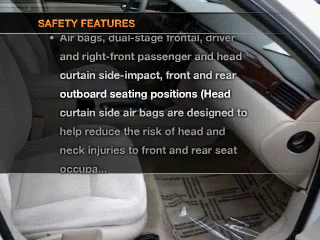 SAFETY FEATURES
• Air bags, dual-stage frontal, driver
and right-front passenger and head
curtain side-impact, front and rear
outboard seating positions (Head
curtain side air bags are designed to
help reduce the risk of head and
neck injuries to front and rear seat
occupa...